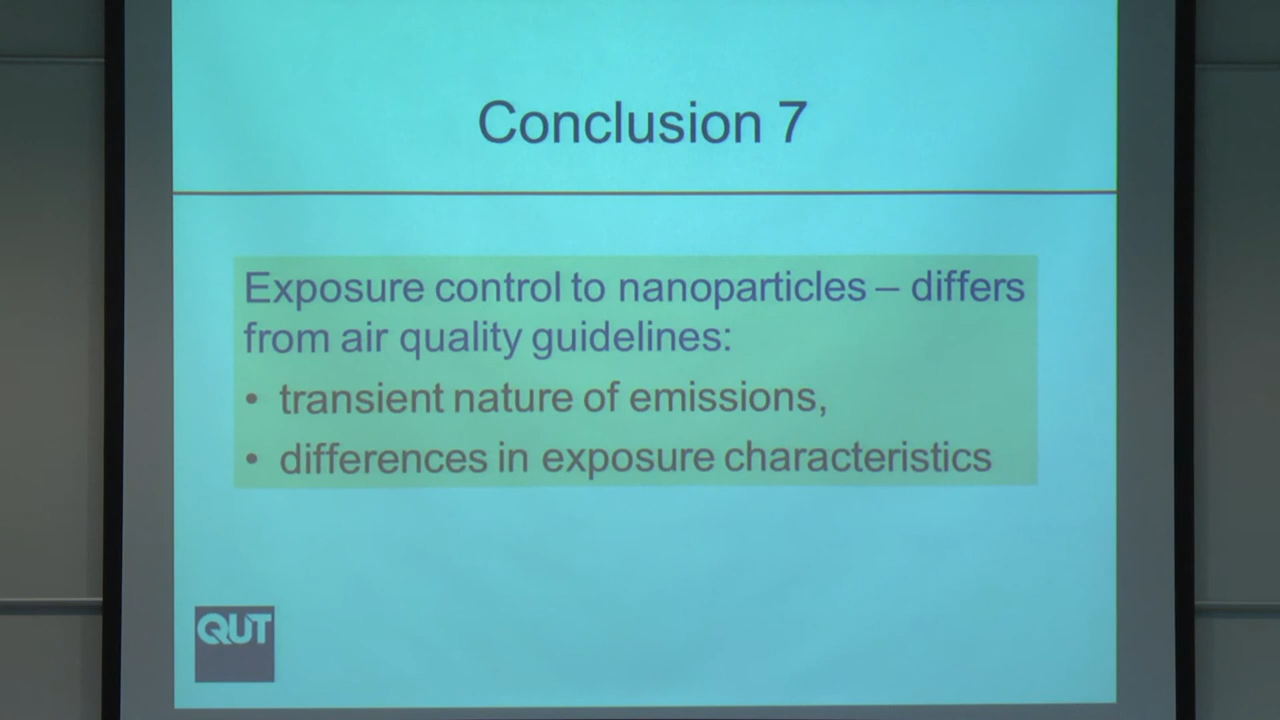 Conclusion 7
Exposure control to nanoparticles – differs
from air quality guidelines:
• transient nature of emissions,
• differences in exposure characteristics
QUT